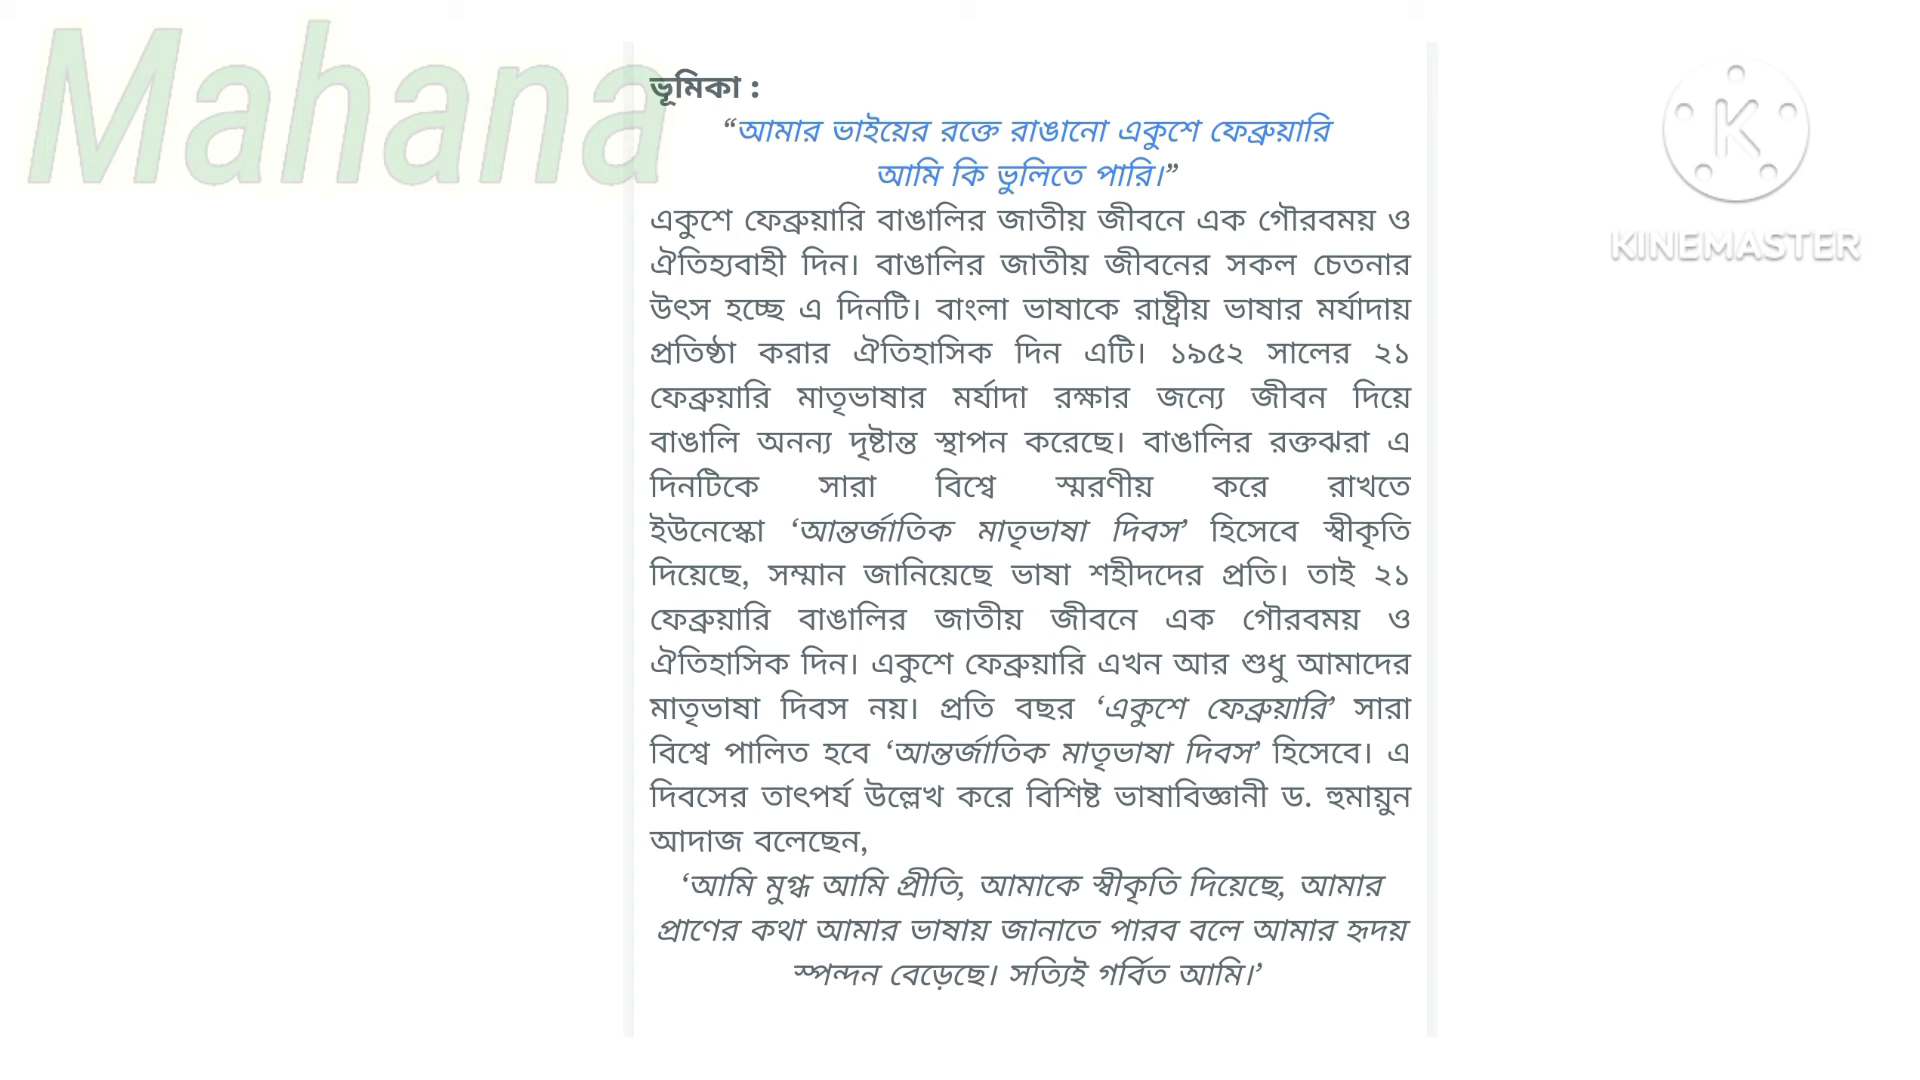 Mahana
ভূমিকা :
“আমার ভাইয়ের রক্তে রাঙানো একুশে ফেব্রুয়ারি
আমি কি ভুলিতে পারি।”
একুশে ফেব্রুয়ারি বাঙালির জাতীয় জীবনে এক গৌরবময় ও
ঐতিহ্যবাহী দিন। বাঙালির জাতীয় জীবনের সকল চেতনার
উৎস হচ্ছে এ দিনটি। বাংলা ভাষাকে রাষ্ট্রীয় ভাষার মর্যাদায়
প্রতিষ্ঠা করার ঐতিহাসিক দিন এটি। ১৯৫২ সালের ২১
ফেব্রুয়ারি মাতৃভাষার মর্যাদা রক্ষার জন্যে জীবন দিয়ে
বাঙালি অনন্য দৃষ্টান্ত স্থাপন করেছে। বাঙালির রক্তঝরা এ
দিনটিকে সারা বিশ্বে স্মরণীয় করে রাখতে
ইউনেস্কো ‘আন্তর্জাতিক মাতৃভাষা দিবস’ হিসেবে স্বীকৃতি
দিয়েছে, সম্মান জানিয়েছে ভাষা শহীদদের প্রতি। তাই ২১
ফেব্রুয়ারি বাঙালির জাতীয় জীবনে এক গৌরবময় ও
ঐতিহাসিক দিন। একুশে ফেব্রুয়ারি এখন আর শুধু আমাদের
মাতৃভাষা দিবস নয়। প্রতি বছর ‘একুশে ফেব্রুয়ারি’ সারা
বিশ্বে পালিত হবে ‘আন্তর্জাতিক মাতৃভাষা দিবস’ হিসেবে। এ
দিবসের তাৎপর্য উল্লেখ করে বিশিষ্ট ভাষাবিজ্ঞানী ড. হুমায়ুন
আদাজ বলেছেন,
‘আমি মুগ্ধ আমি প্রীতি, আমাকে স্বীকৃতি দিয়েছে, আমার
প্রাণের কথা আমার ভাষায় জানাতে পারব বলে আমার হৃদয়
স্পন্দন বেড়েছে। সত্যিই গর্বিত আমি।’
K
KINEMASTER